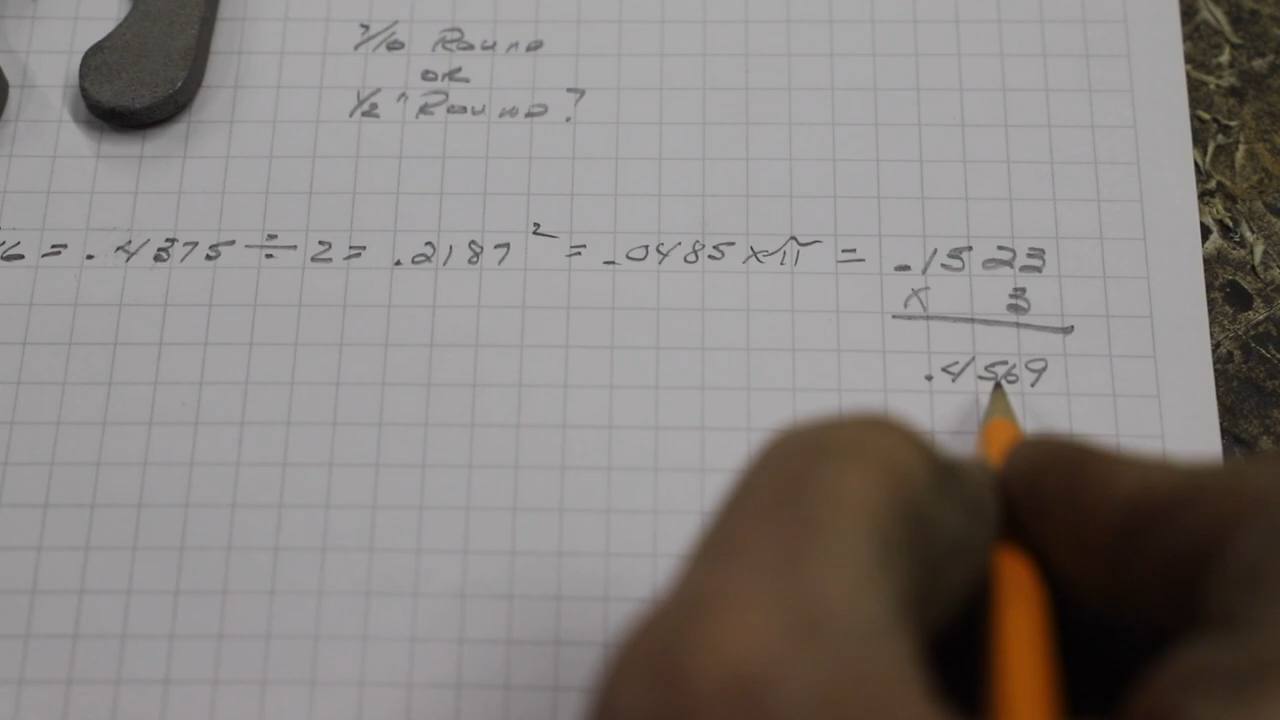 7/16 Round
OR
1/2" Round?
6 = .4375 ÷ 2 = .2187² = .0485 x π = .1523
x 3
.4569